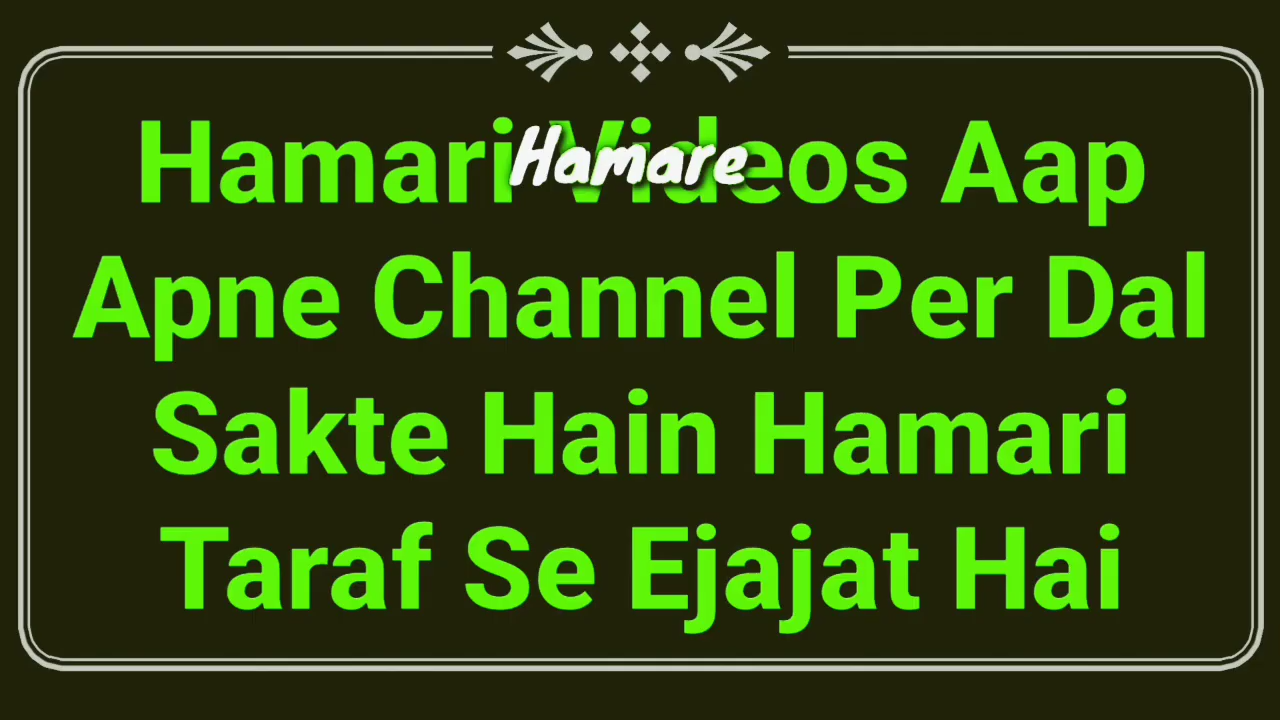 Hamari Videos Aap
Hamare
Apne Channel Per Dal
Sakte Hain Hamari
Taraf Se Ejajat Hai